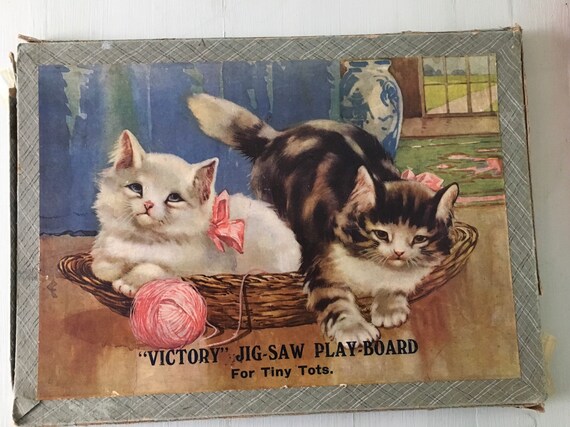 "VICTORY" JIG-SAW PLAY-BOARD
For Tiny Tots.